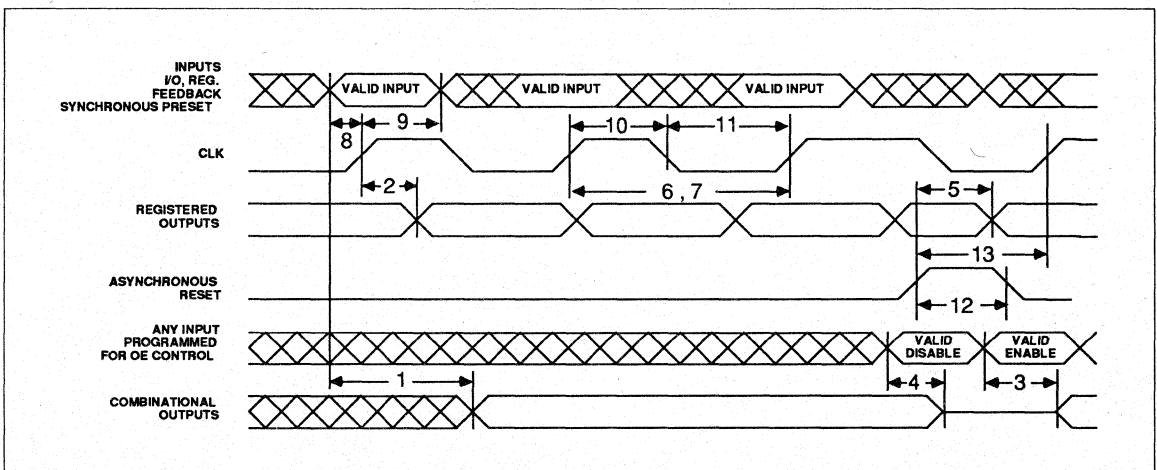 INPUTS
I/O, REG.
FEEDBACK
SYNCHRONOUS PRESET
VALID INPUT
VALID INPUT
VALID INPUT
8
9
10
11
CLK
2
6 , 7
5
REGISTERED
OUTPUTS
13
ASYNCHRONOUS
RESET
12
ANY INPUT
PROGRAMMED
FOR OE CONTROL
VALID
DISABLE
VALID
ENABLE
1
4
3
COMBINATIONAL
OUTPUTS